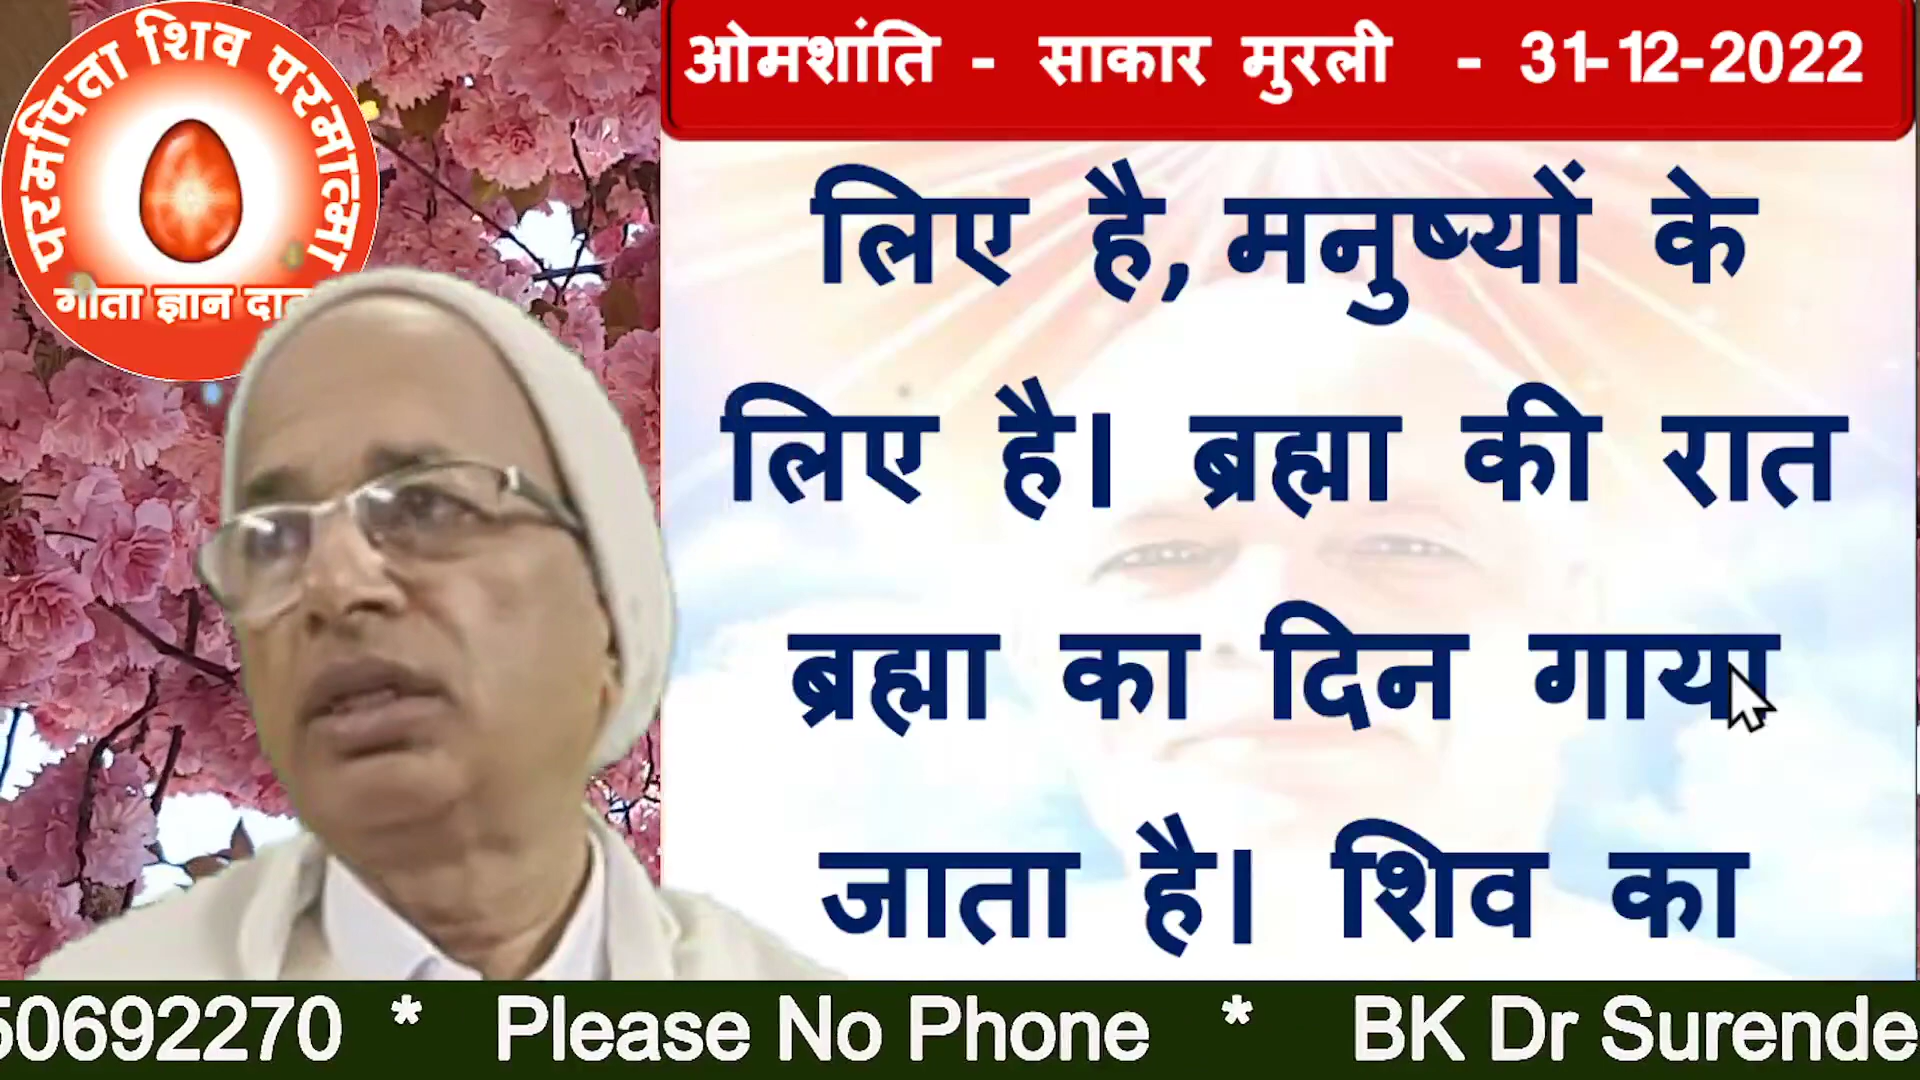 परमपिता शिव परमात्मा
गीता ज्ञान
ओमशांति - साकार मुरली - 31-12-2022
लिए है, मनुष्यों के
लिए है। ब्रह्मा की रात
ब्रह्मा का दिन गाया
जाता है। शिव का
50692270 * Please No Phone * BK Dr Surende